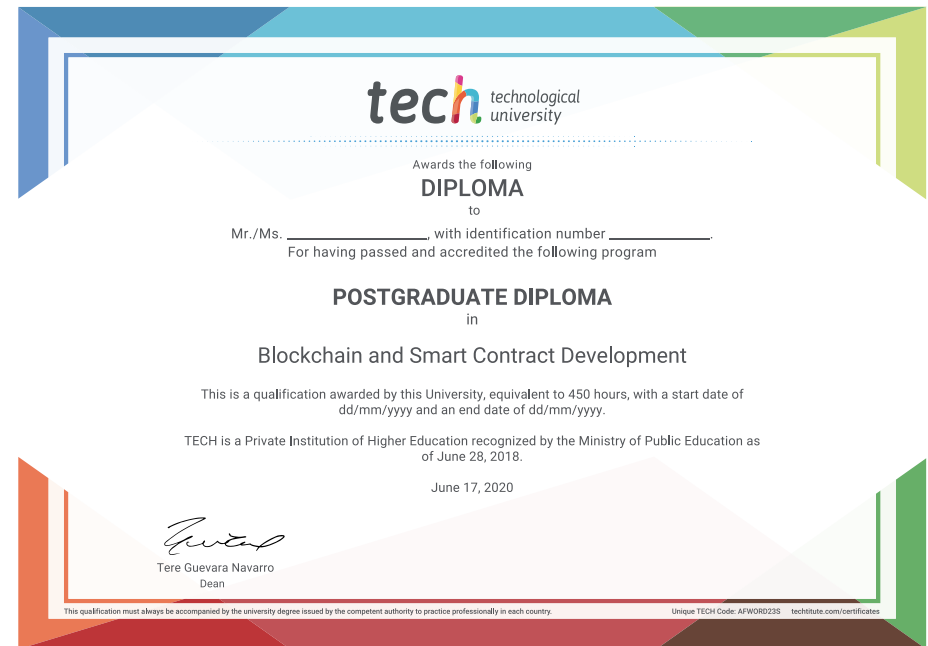 tech technological
university
Awards the following
DIPLOMA
to
Mr./Ms. ____________________, with identification number ______________.
For having passed and accredited the following program
POSTGRADUATE DIPLOMA
in
Blockchain and Smart Contract Development
This is a qualification awarded by this University, equivalent to 450 hours, with a start date of
dd/mm/yyyy and an end date of dd/mm/yyyy.
TECH is a Private Institution of Higher Education recognized by the Ministry of Public Education as
of June 28, 2018.
June 17, 2020
Tere Guevara Navarro
Dean
This qualification must always be accompanied by the university degree issued by the competent authority to practice professionally in each country.
Unique TECH Code: AFWORD23S techtitute.com/certificates